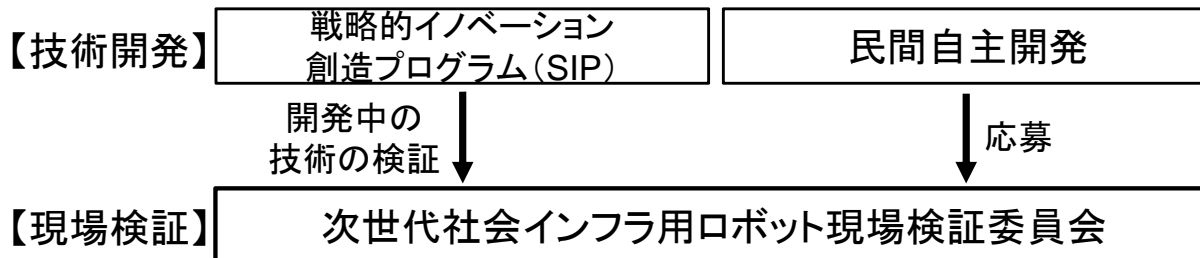 【技術開発】
戦略的イノベーション
創造プログラム（SIP）
民間自主開発
開発中の
技術の検証
応募
【現場検証】
次世代社会インフラ用ロボット現場検証委員会